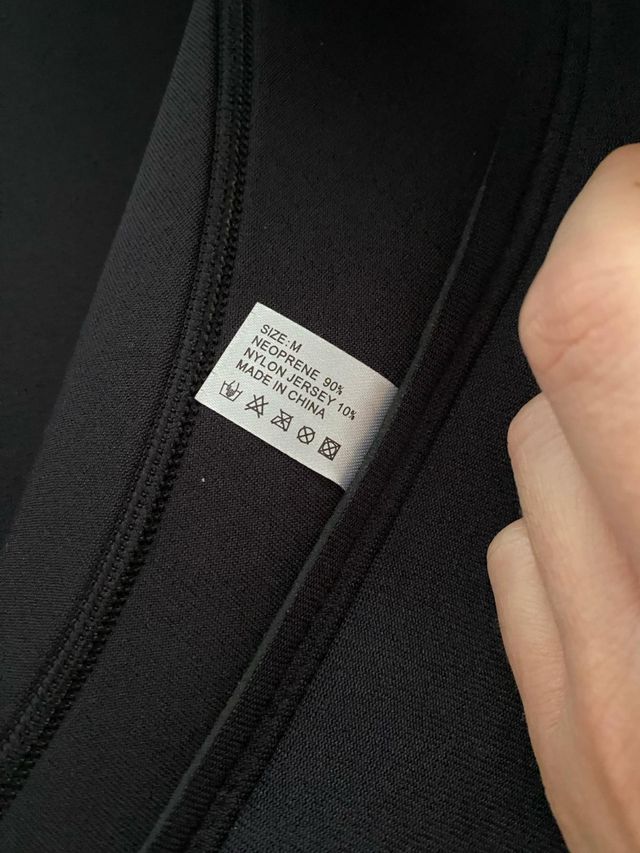 SIZE: M
NEOPRENE 90%
NYLON JERSEY 10%
MADE IN CHINA